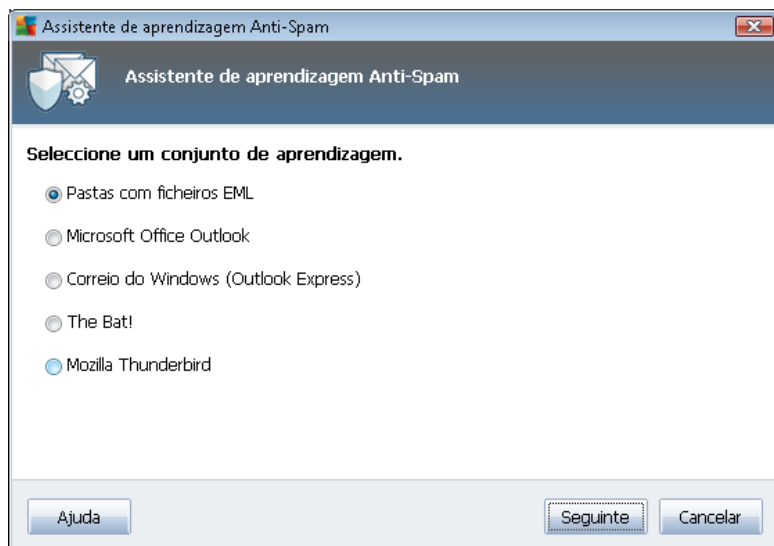 Assistente de aprendizagem Anti-Spam
Assistente de aprendizagem Anti-Spam
Seleccione um conjunto de aprendizagem.
Pastas com ficheiros EML
Microsoft Office Outlook
Correio do Windows (Outlook Express)
The Bat!
Mozilla Thunderbird
Ajuda
Seguinte
Cancelar